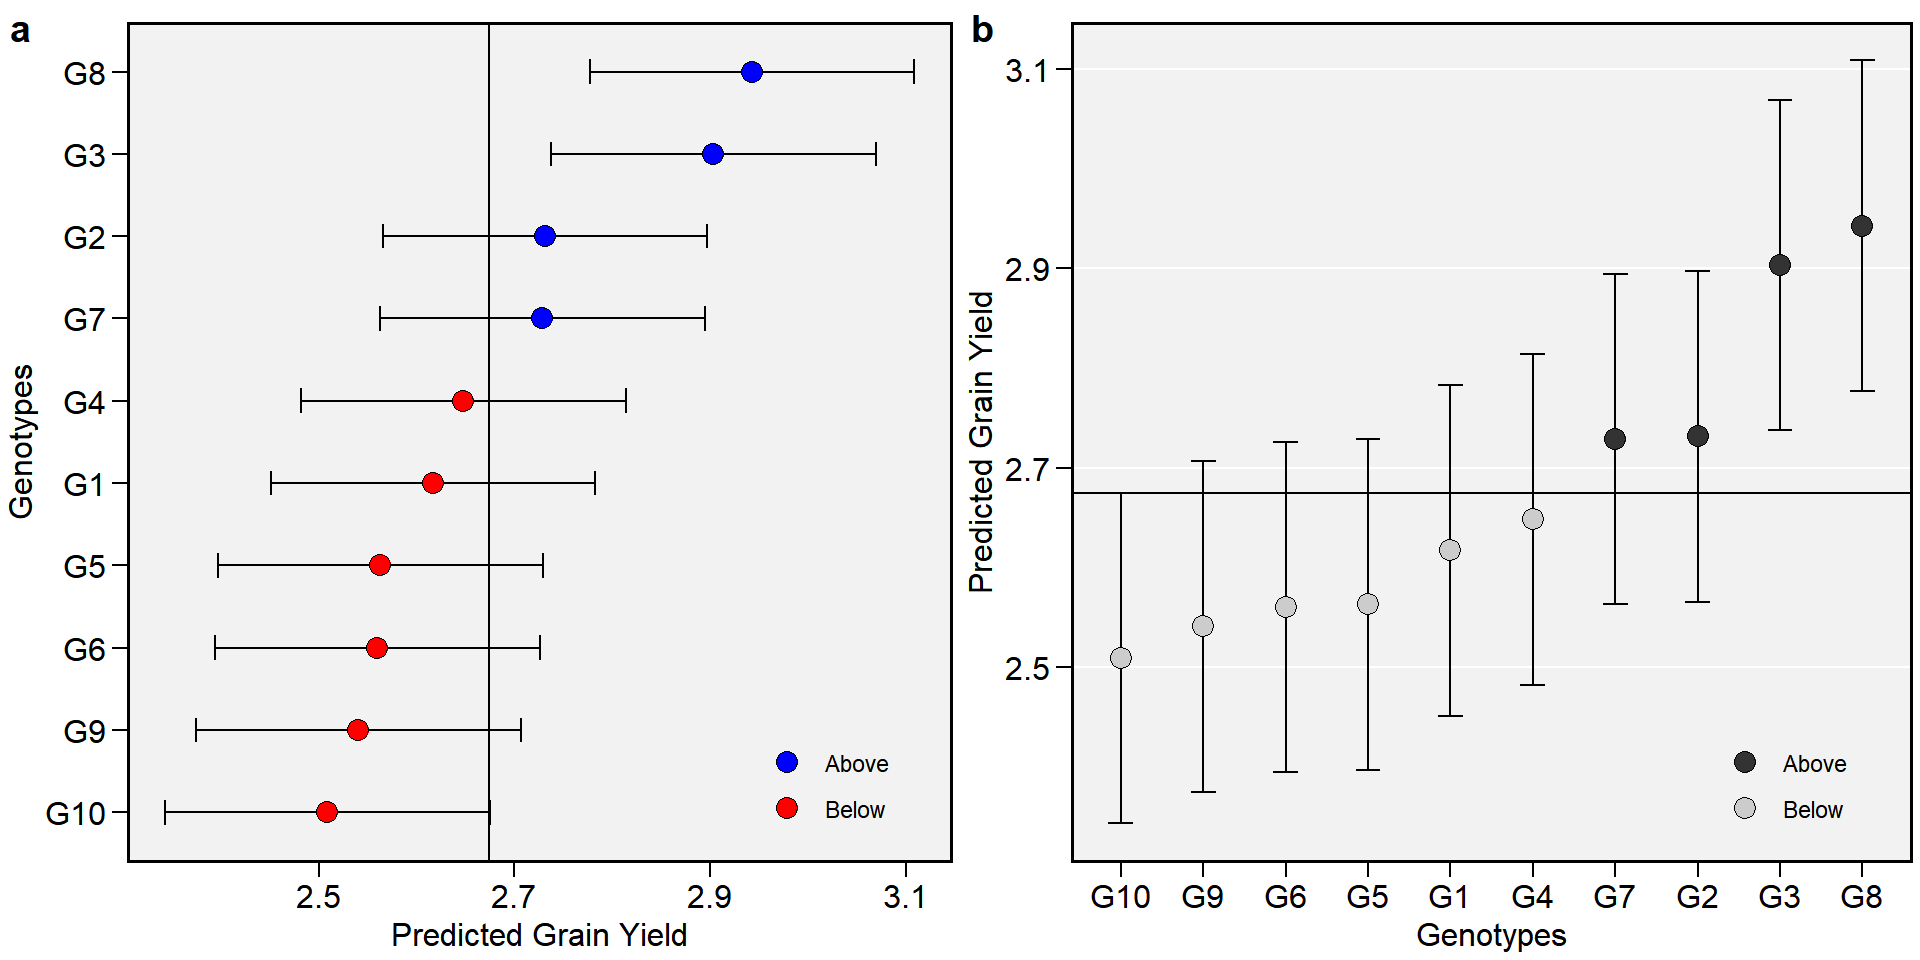 a
G8
G3
G2
G7
G4
G1
G5
G6
G9
G10
Genotypes
Above
Below
2.5 2.7 2.9 3.1
Predicted Grain Yield
b
3.1
2.9
2.7
2.5
Predicted Grain Yield
Above
Below
G10 G9 G6 G5 G1 G4 G7 G2 G3 G8
Genotypes